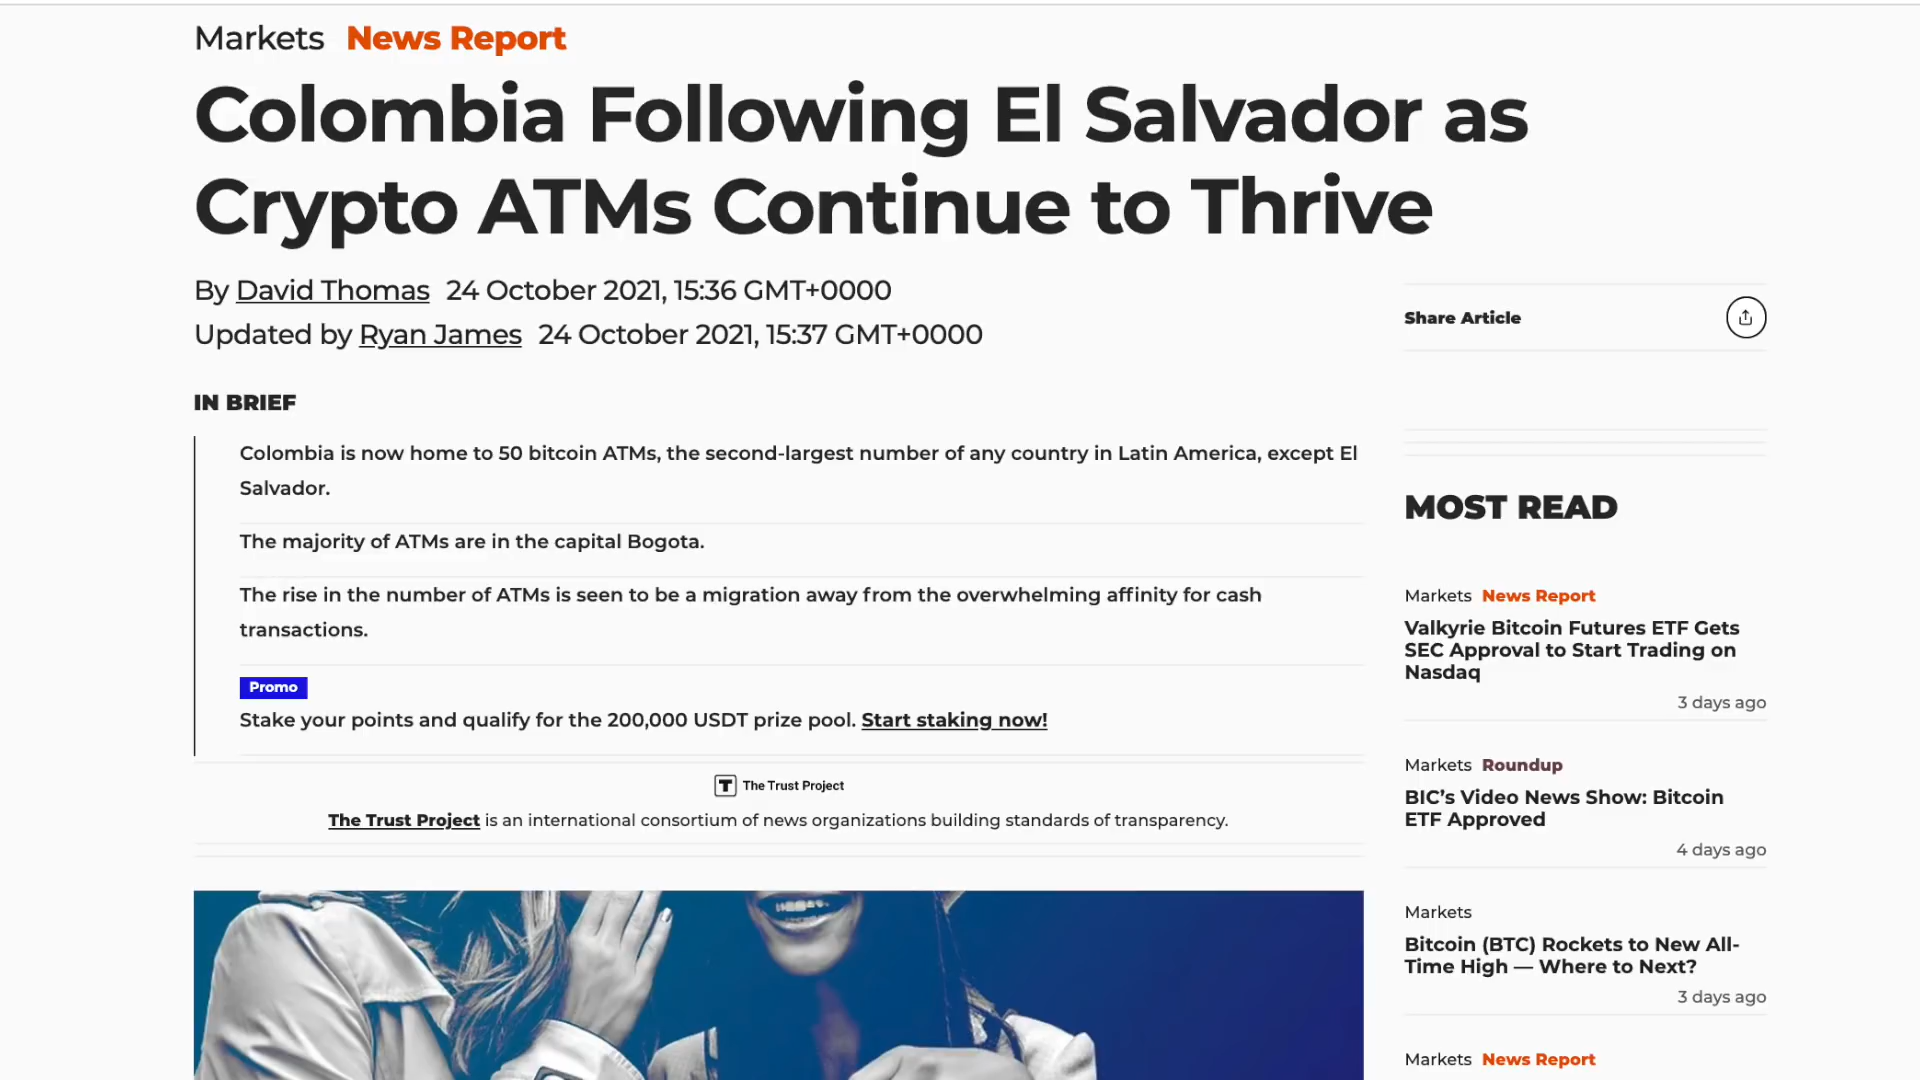 Markets News Report
Colombia Following El Salvador as
Crypto ATMs Continue to Thrive
By David Thomas 24 October 2021, 15:36 GMT+0000
Updated by Ryan James 24 October 2021, 15:37 GMT+0000
IN BRIEF
Colombia is now home to 50 bitcoin ATMs, the second-largest number of any country in Latin America, except El
Salvador.
The majority of ATMs are in the capital Bogota.
The rise in the number of ATMs is seen to be a migration away from the overwhelming affinity for cash
transactions.
Promo
Stake your points and qualify for the 200,000 USDT prize pool. Start staking now!
T The Trust Project
The Trust Project is an international consortium of news organizations building standards of transparency.
Share Article
MOST READ
Markets News Report
Valkyrie Bitcoin Futures ETF Gets
SEC Approval to Start Trading on
Nasdaq
3 days ago
Markets Roundup
BIC’s Video News Show: Bitcoin
ETF Approved
4 days ago
Markets
Bitcoin (BTC) Rockets to New All-
Time High — Where to Next?
3 days ago
Markets News Report